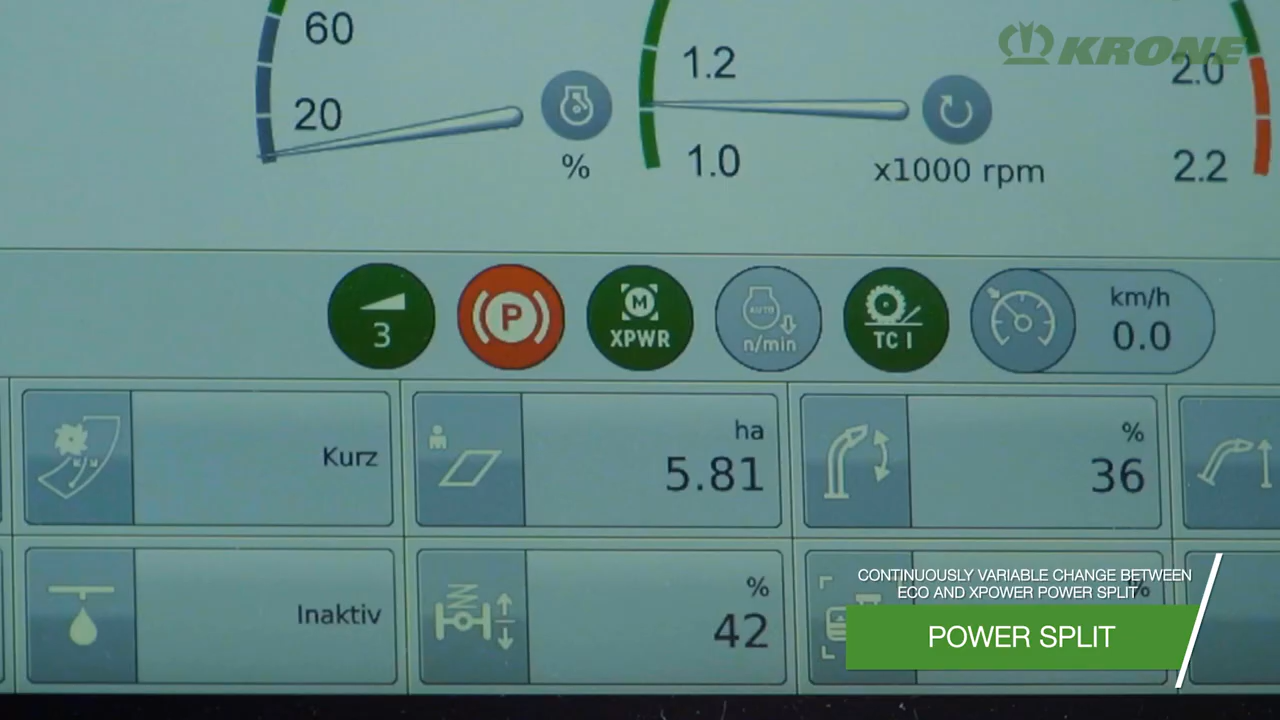 60
20
%
1.2
1.0
x1000 rpm
KRONE
2.0
2.2
3
P
M
XPWR
AUTO
n/min
TC I
km/h
0.0
Kurz
ha
5.81
%
36
Inaktiv
%
42
%
CONTINUOUSLY VARIABLE CHANGE BETWEEN
ECO AND XPOWER POWER SPLIT
POWER SPLIT